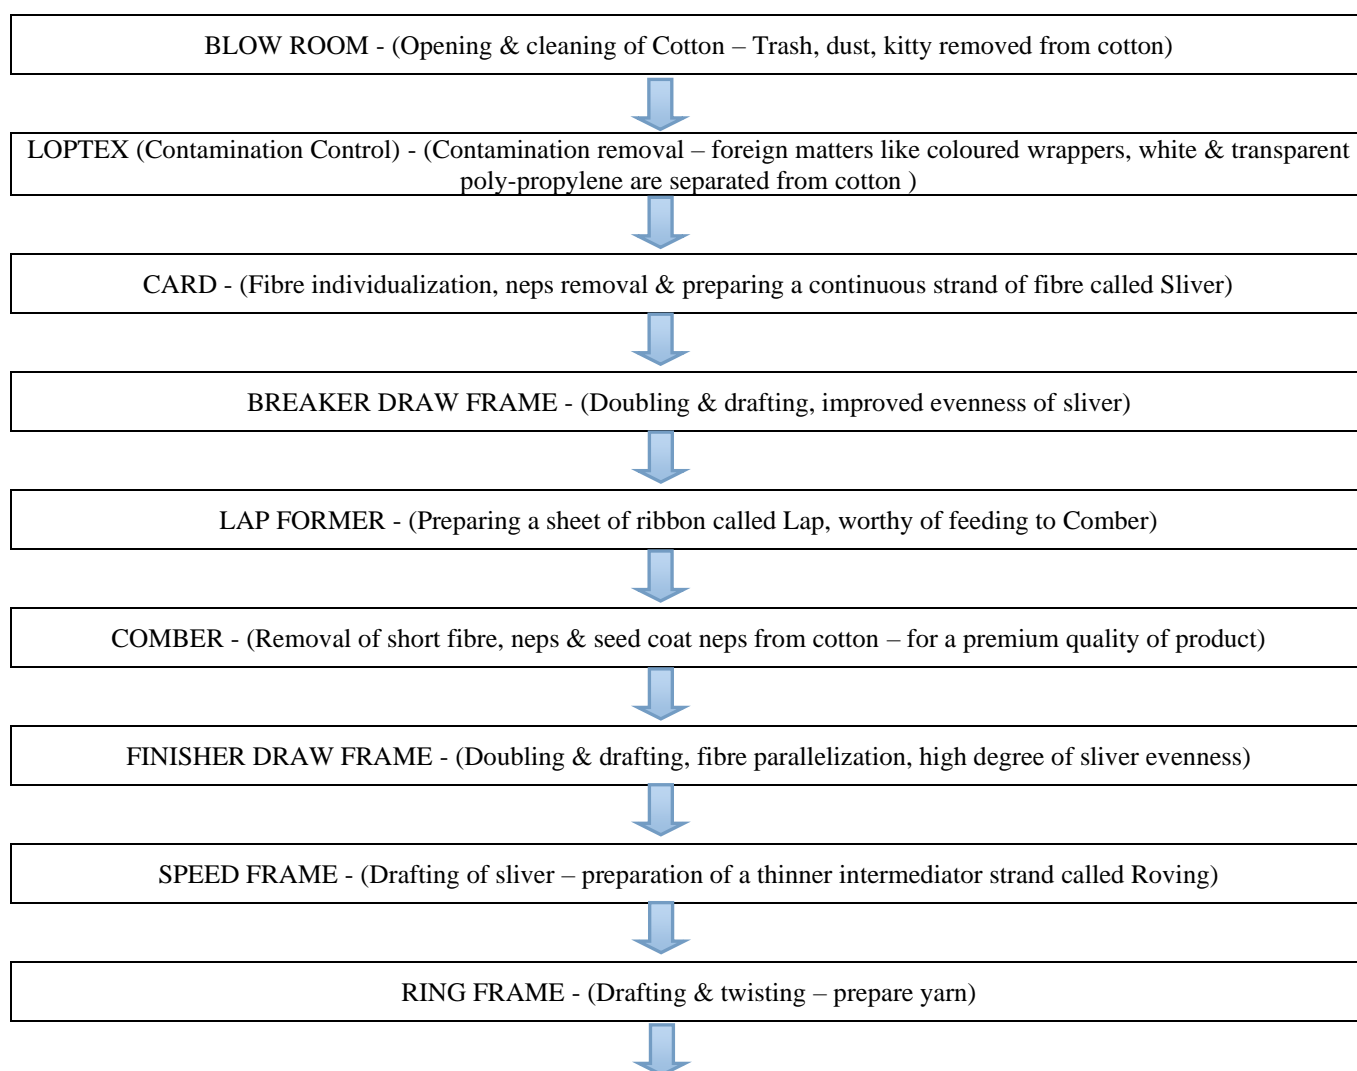 BLOW ROOM - (Opening & cleaning of Cotton – Trash, dust, kitty removed from cotton)
LOPTEX (Contamination Control) - (Contamination removal – foreign matters like coloured wrappers, white & transparent
poly-propylene are separated from cotton )
CARD - (Fibre individualization, neps removal & preparing a continuous strand of fibre called Sliver)
BREAKER DRAW FRAME - (Doubling & drafting, improved evenness of sliver)
LAP FORMER - (Preparing a sheet of ribbon called Lap, worthy of feeding to Comber)
COMBER - (Removal of short fibre, neps & seed coat neps from cotton – for a premium quality of product)
FINISHER DRAW FRAME - (Doubling & drafting, fibre parallelization, high degree of sliver evenness)
SPEED FRAME - (Drafting of sliver – preparation of a thinner intermediator strand called Roving)
RING FRAME - (Drafting & twisting – prepare yarn)